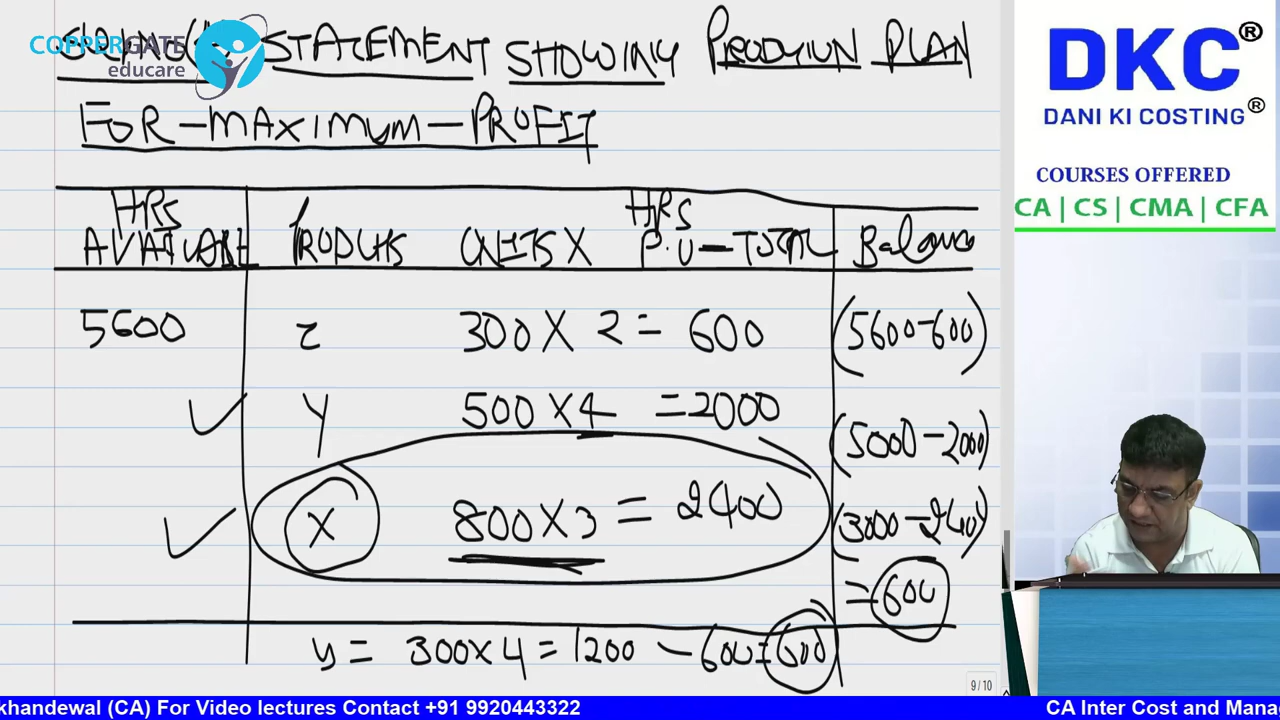 STATEMENT SHOWING PLAN
COPPERGATE
educare
FOR - MAXIMUM - PROFIT
HRS HRS
UNITS X P.U - TOTAL Balance
5600 z 300 X 2 = 600 (5600-600)
✓ y 500 X 4 = 2000 (5000-2000)
✓ X 800 X 3 = 2400 (3000-2400)
= 600
y = 300 X 4 = 1200 - 600 = 600
9 / 10
DKC®
DANI KI COSTING®
COURSES OFFERED
CA | CS | CMA | CFA
khandewal (CA) For Video lectures Contact +91 9920443322 CA Inter Cost and Mana